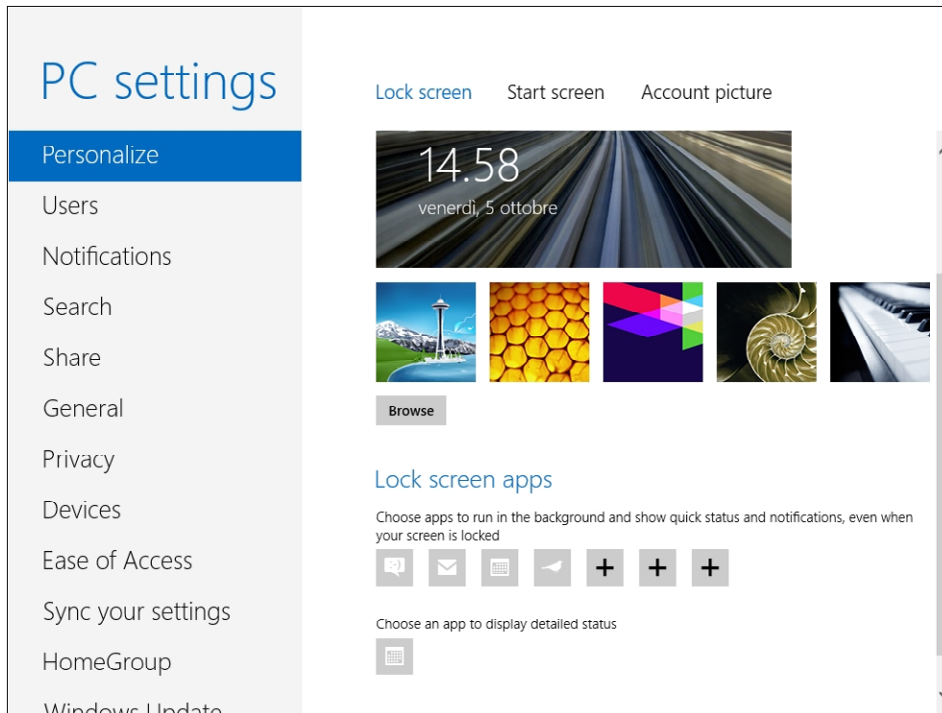 PC settings
Personalize
Users
Notifications
Search
Share
General
Privacy
Devices
Ease of Access
Sync your settings
HomeGroup
Windows Update
Lock screen Start screen Account picture
14.58
venerdì, 5 ottobre
Browse
Lock screen apps
Choose apps to run in the background and show quick status and notifications, even when
your screen is locked
Choose an app to display detailed status